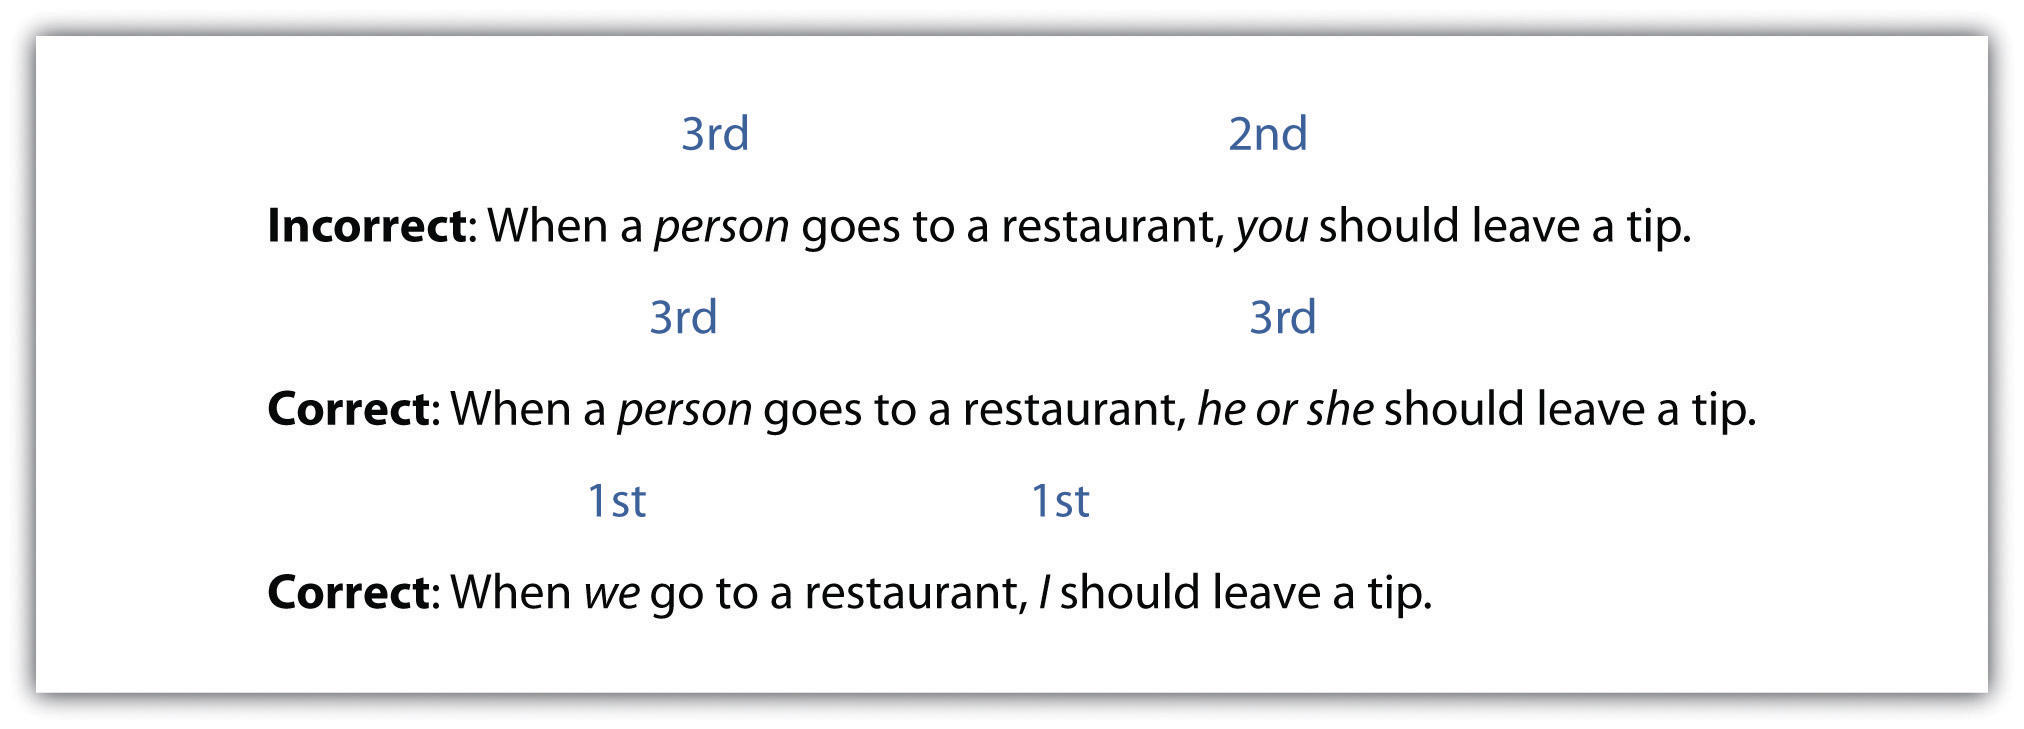 3rd 2nd
Incorrect: When a person goes to a restaurant, you should leave a tip.
3rd 3rd
Correct: When a person goes to a restaurant, he or she should leave a tip.
1st 1st
Correct: When we go to a restaurant, I should leave a tip.